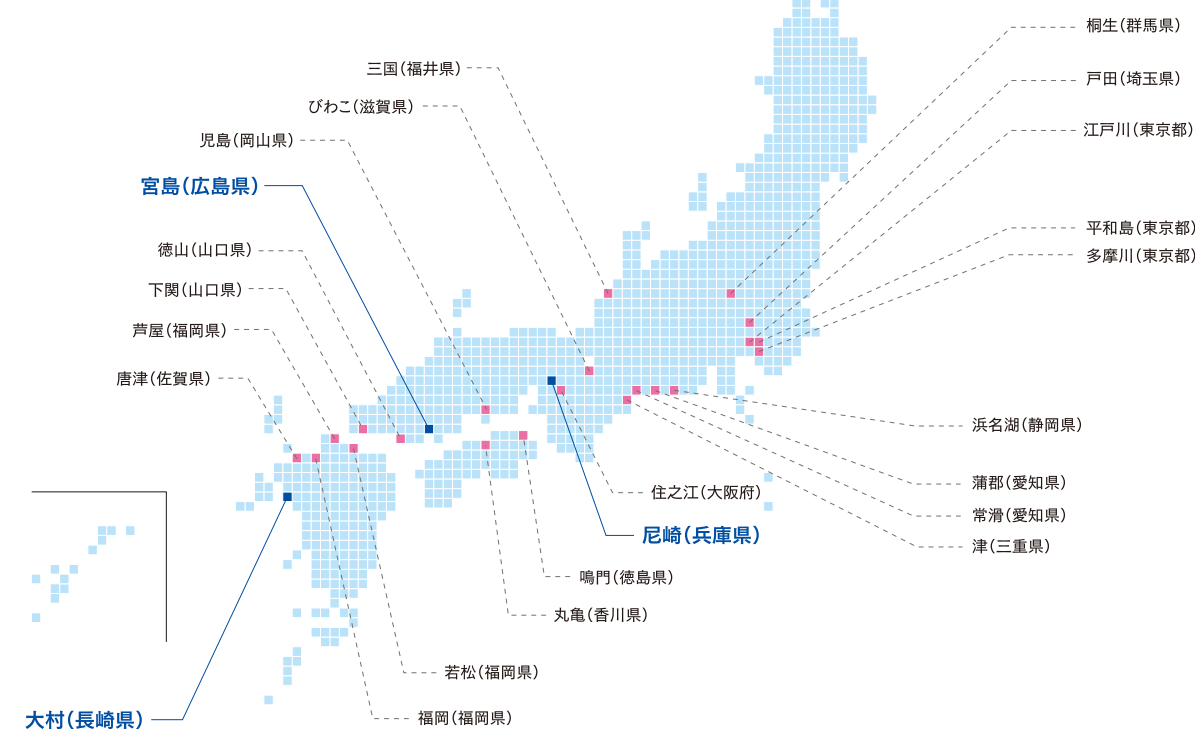 桐生(群馬県)
三国(福井県)
戸田(埼玉県)
びわこ(滋賀県)
江戸川(東京都)
児島(岡山県)
宮島(広島県)
平和島(東京都)
徳山(山口県)
多摩川(東京都)
下関(山口県)
芦屋(福岡県)
唐津(佐賀県)
浜名湖(静岡県)
蒲郡(愛知県)
住之江(大阪府)
常滑(愛知県)
尼崎(兵庫県)
津(三重県)
鳴門(徳島県)
丸亀(香川県)
若松(福岡県)
福岡(福岡県)
大村(長崎県)